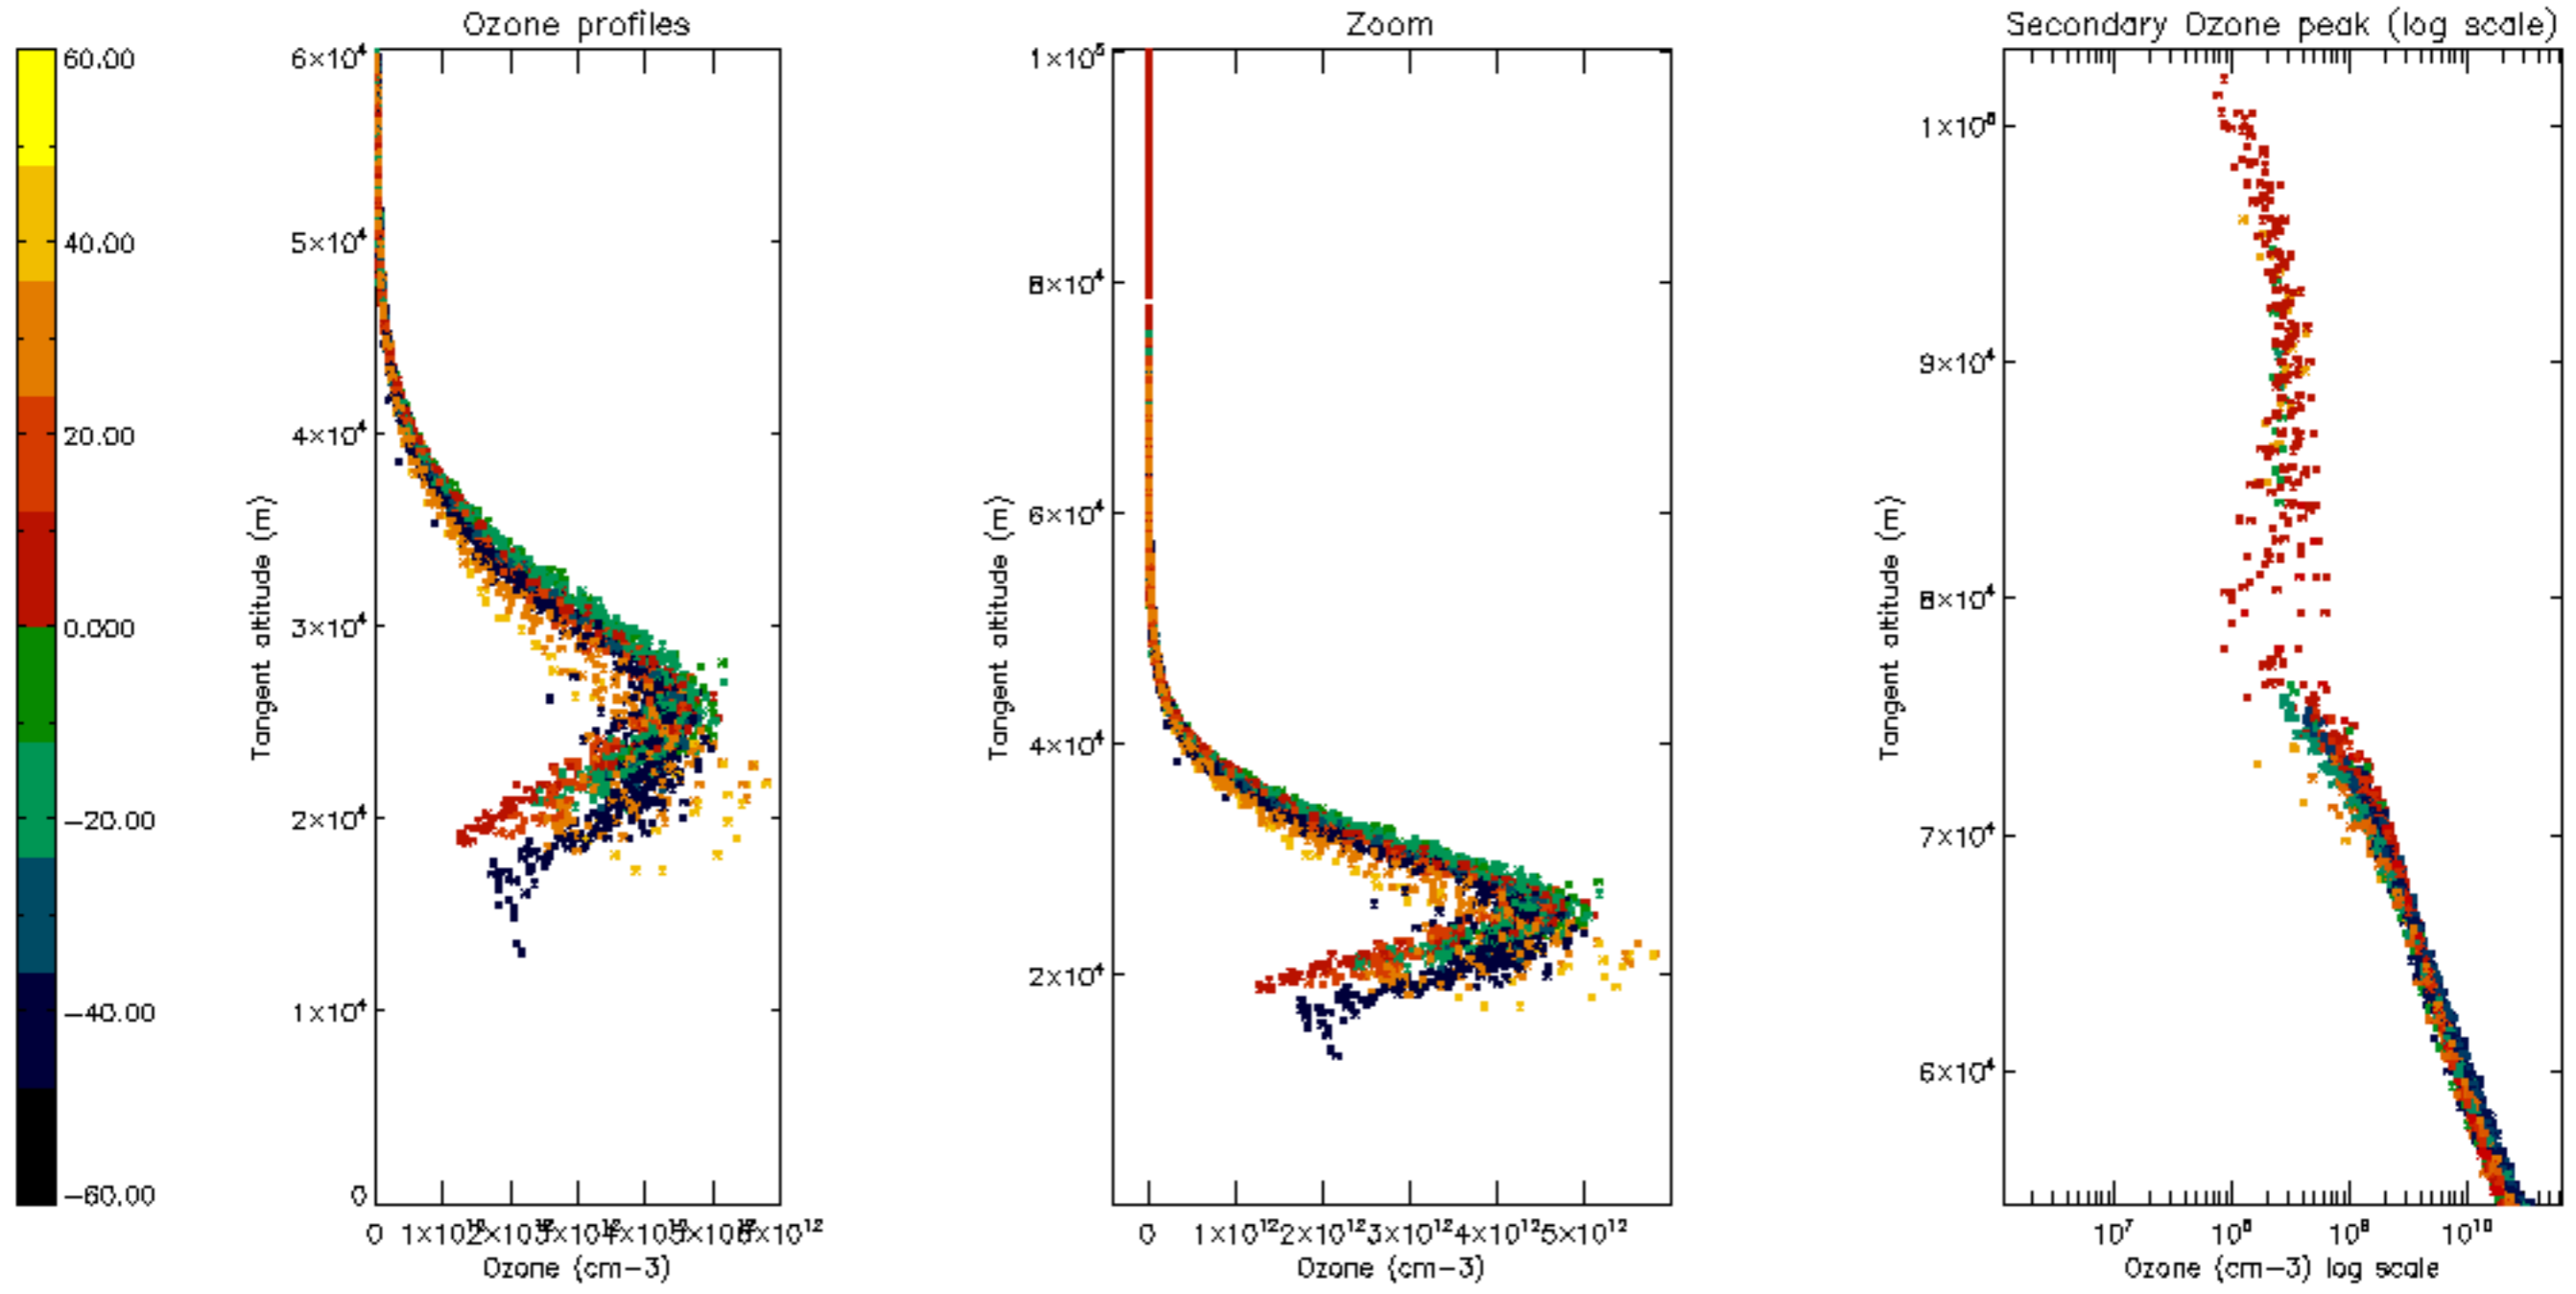 Ozone profiles
Zoom
Secondary Ozone peak (log scale)
60.00
40.00
20.00
0.000
−20.00
−40.00
−60.00
Tangent altitude (m)
6×10⁴
5×10⁴
4×10⁴
3×10⁴
2×10⁴
1×10⁴
0
0
6×10¹²
Ozone (cm−3)
Tangent altitude (m)
1×10⁵
8×10⁴
6×10⁴
4×10⁴
2×10⁴
0 1×10¹² 2×10¹² 3×10¹² 4×10¹² 5×10¹²
Ozone (cm−3)
Tangent altitude (m)
1×10⁵
9×10⁴
8×10⁴
7×10⁴
6×10⁴
10⁷ 10⁸ 10⁹ 10¹⁰
Ozone (cm−3) log scale